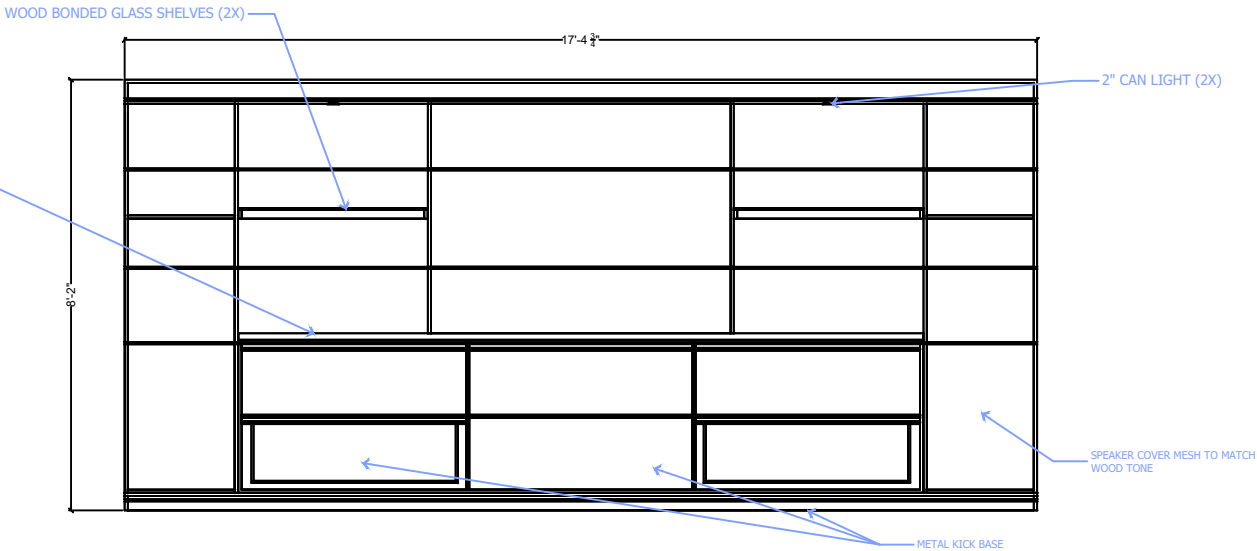 WOOD BONDED GLASS SHELVES (2X)
17'-4 3/4"
2" CAN LIGHT (2X)
8'-2"
SPEAKER COVER MESH TO MATCH
WOOD TONE
METAL KICK BASE